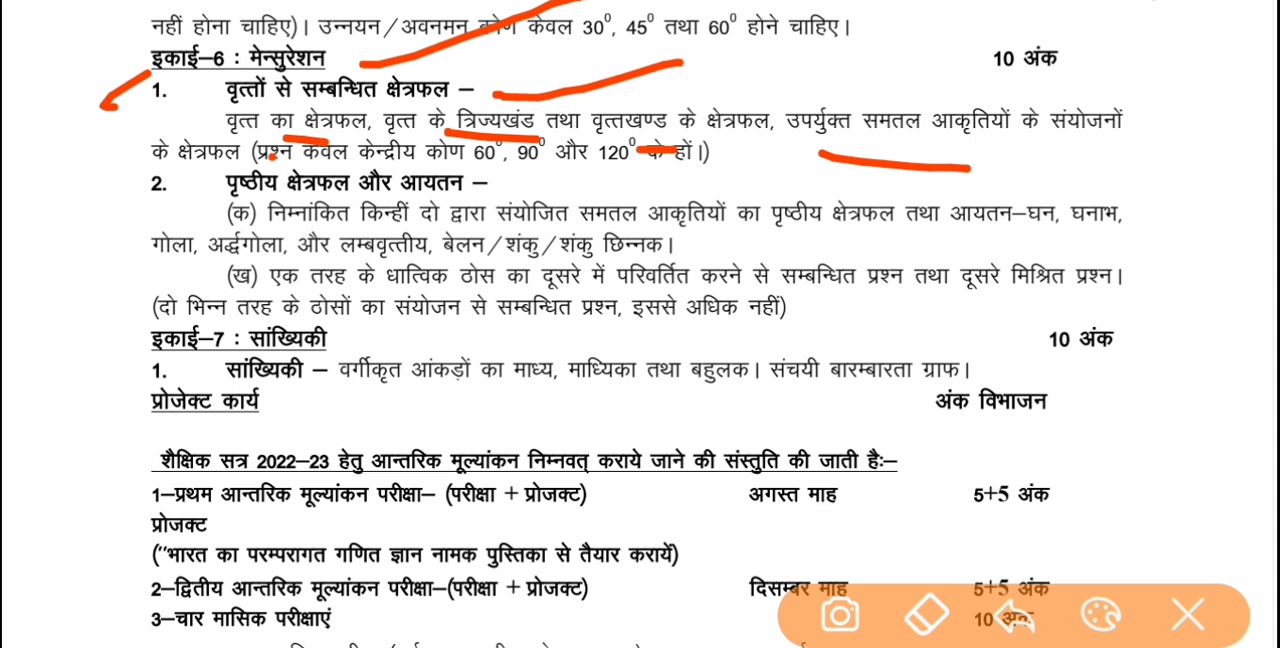 नहीं होना चाहिए)। उन्नयन/अवनमन कोण केवल 30⁰, 45⁰ तथा 60⁰ होने चाहिए।
इकाई–6 : मेन्सुरेशन 10 अंक
1. वृत्तों से सम्बन्धित क्षेत्रफल –
वृत्त का क्षेत्रफल, वृत्त के त्रिज्यखंड तथा वृत्तखण्ड के क्षेत्रफल, उपर्युक्त समतल आकृतियों के संयोजनों
के क्षेत्रफल (प्रश्न केवल केन्द्रीय कोण 60⁰, 90⁰ और 120⁰ के हों।)
2. पृष्ठीय क्षेत्रफल और आयतन –
(क) निम्नांकित किन्हीं दो द्वारा संयोजित समतल आकृतियों का पृष्ठीय क्षेत्रफल तथा आयतन–घन, घनाभ,
गोला, अर्द्धगोला, और लम्बवृत्तीय, बेलन/शंकु/शंकु छिन्नक।
(ख) एक तरह के धात्विक ठोस का दूसरे में परिवर्तित करने से सम्बन्धित प्रश्न तथा दूसरे मिश्रित प्रश्न।
(दो भिन्न तरह के ठोसों का संयोजन से सम्बन्धित प्रश्न, इससे अधिक नहीं)
इकाई–7 : सांख्यिकी 10 अंक
1. सांख्यिकी – वर्गीकृत आंकड़ों का माध्य, माध्यिका तथा बहुलक। संचयी बारम्बारता ग्राफ।
प्रोजेक्ट कार्य अंक विभाजन
शैक्षिक सत्र 2022–23 हेतु आन्तरिक मूल्यांकन निम्नवत् कराये जाने की संस्तुति की जाती हैः–
1–प्रथम आन्तरिक मूल्यांकन परीक्षा– (परीक्षा + प्रोजक्ट) अगस्त माह 5+5 अंक
प्रोजक्ट
(''भारत का परम्परागत गणित ज्ञान नामक पुस्तिका से तैयार करायें)
2–द्वितीय आन्तरिक मूल्यांकन परीक्षा–(परीक्षा + प्रोजक्ट) दिसम्बर माह 5+5 अंक
3–चार मासिक परीक्षाएं 10 अंक